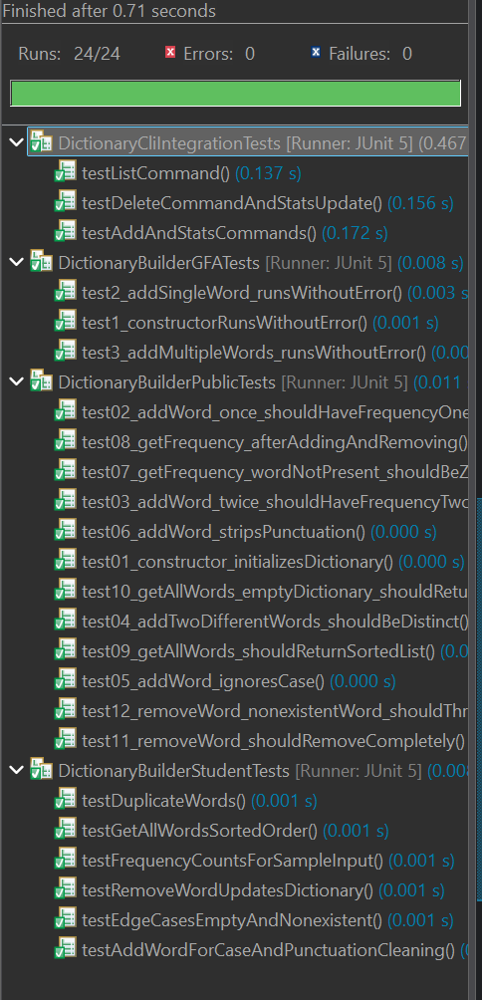 Finished after 0.71 seconds
Runs: 24/24 Errors: 0 Failures: 0
DictionaryCliIntegrationTests [Runner: JUnit 5] (0.467
testListCommand() (0.137 s)
testDeleteCommandAndStatsUpdate() (0.156 s)
testAddAndStatsCommands() (0.172 s)
DictionaryBuilderGFATests [Runner: JUnit 5] (0.008 s)
test2_addSingleWord_runsWithoutError() (0.003 s
test1_constructorRunsWithoutError() (0.001 s)
test3_addMultipleWords_runsWithoutError() (0.00
DictionaryBuilderPublicTests [Runner: JUnit 5] (0.011
test02_addWord_once_shouldHaveFrequencyOne
test08_getFrequency_afterAddingAndRemoving()
test07_getFrequency_wordNotPresent_shouldBeZ
test03_addWord_twice_shouldHaveFrequencyTwo
test06_addWord_stripsPunctuation() (0.000 s)
test01_constructor_initializesDictionary() (0.000 s)
test10_getAllWords_emptyDictionary_shouldRetu
test04_addTwoDifferentWords_shouldBeDistinct()
test09_getAllWords_shouldReturnSortedList() (0.0
test05_addWord_ignoresCase() (0.000 s)
test12_removeWord_nonexistentWord_shouldThr
test11_removeWord_shouldRemoveCompletely()
DictionaryBuilderStudentTests [Runner: JUnit 5] (0.008
testDuplicateWords() (0.001 s)
testGetAllWordsSortedOrder() (0.001 s)
testFrequencyCountsForSampleInput() (0.001 s)
testRemoveWordUpdatesDictionary() (0.001 s)
testEdgeCasesEmptyAndNonexistent() (0.001 s)
testAddWordForCaseAndPunctuationCleaning() (